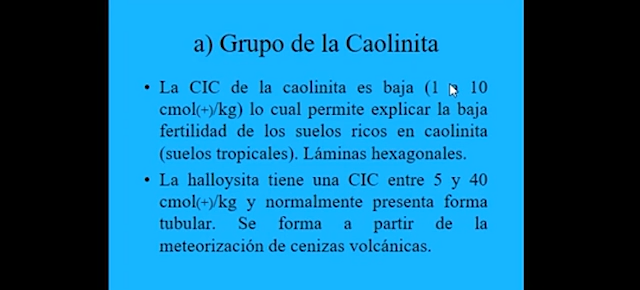 a) Grupo de la Caolinita
• La CIC de la caolinita es baja (1 a 10
cmol(+)/kg) lo cual permite explicar la baja
fertilidad de los suelos ricos en caolinita
(suelos tropicales). Láminas hexagonales.
• La halloysita tiene una CIC entre 5 y 40
cmol(+)/kg y normalmente presenta forma
tubular. Se forma a partir de la
meteorización de cenizas volcánicas.